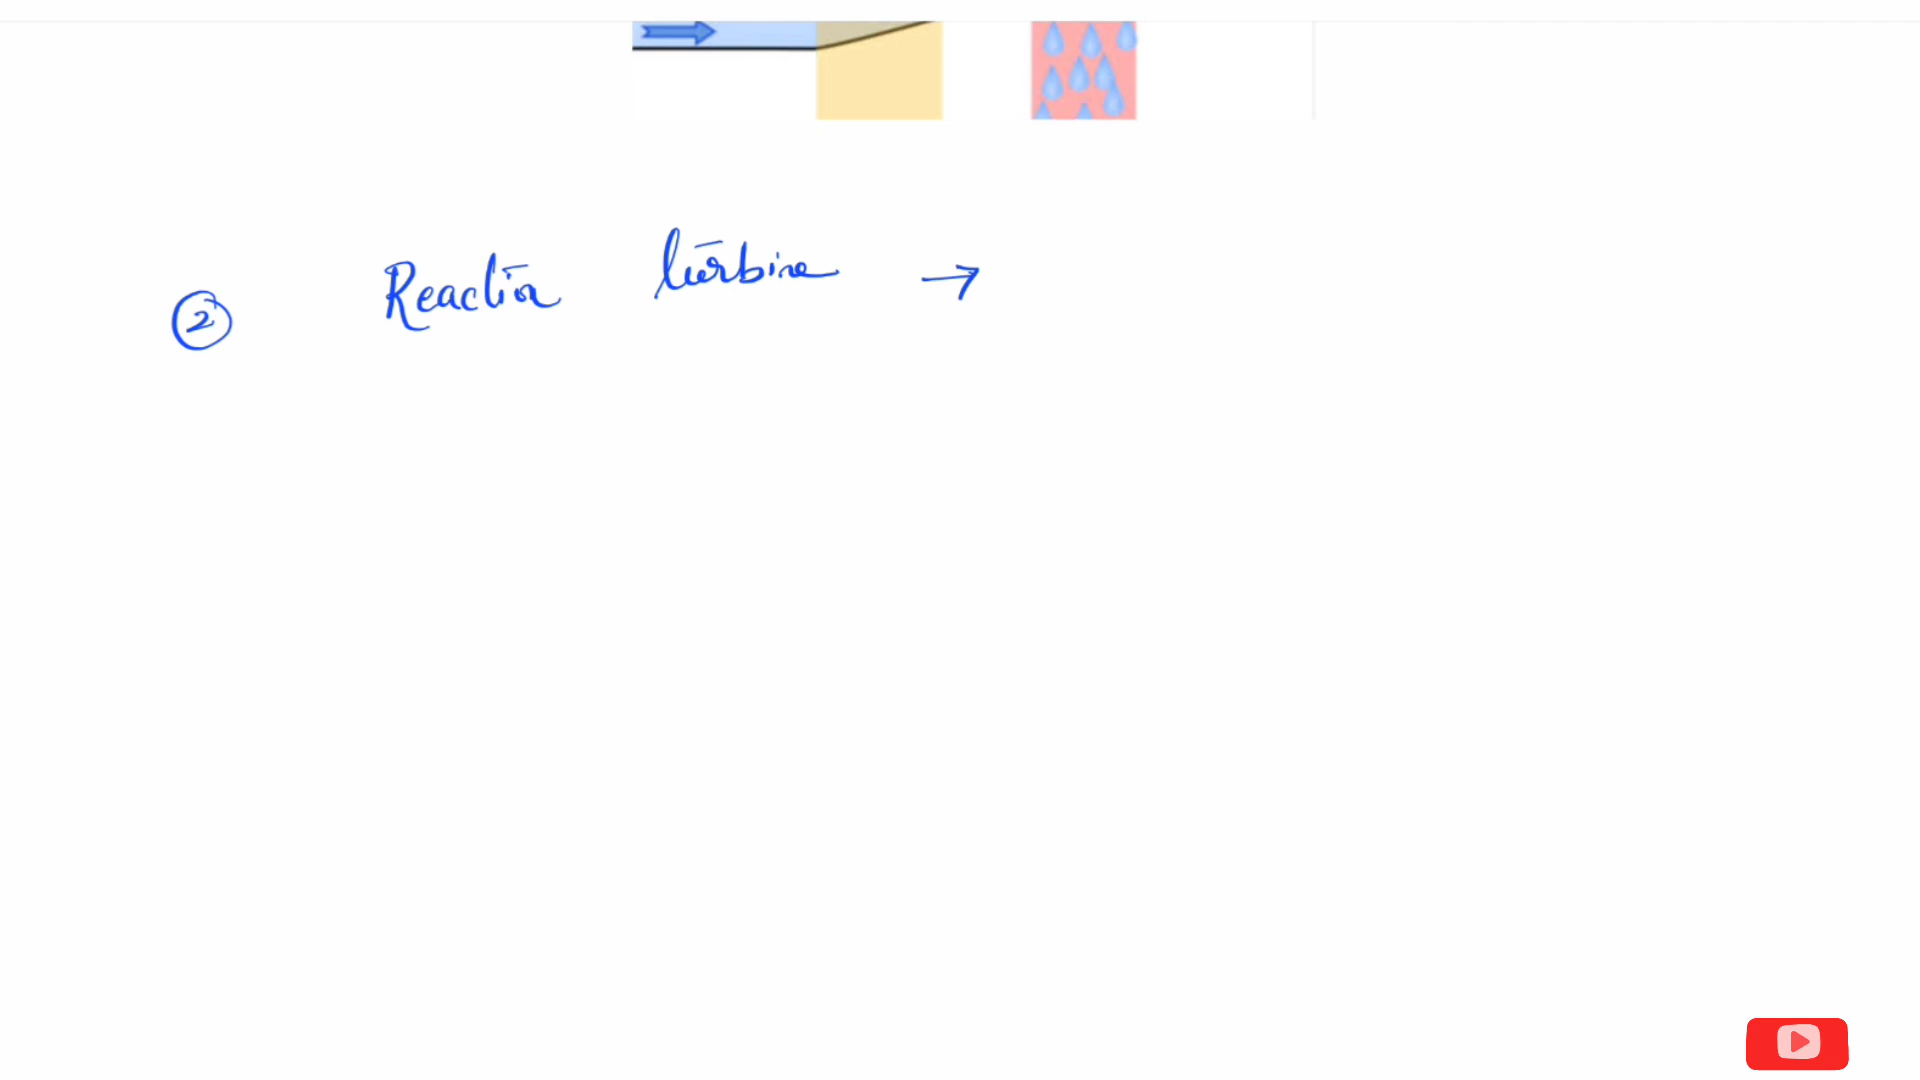 ② Reaction turbine →